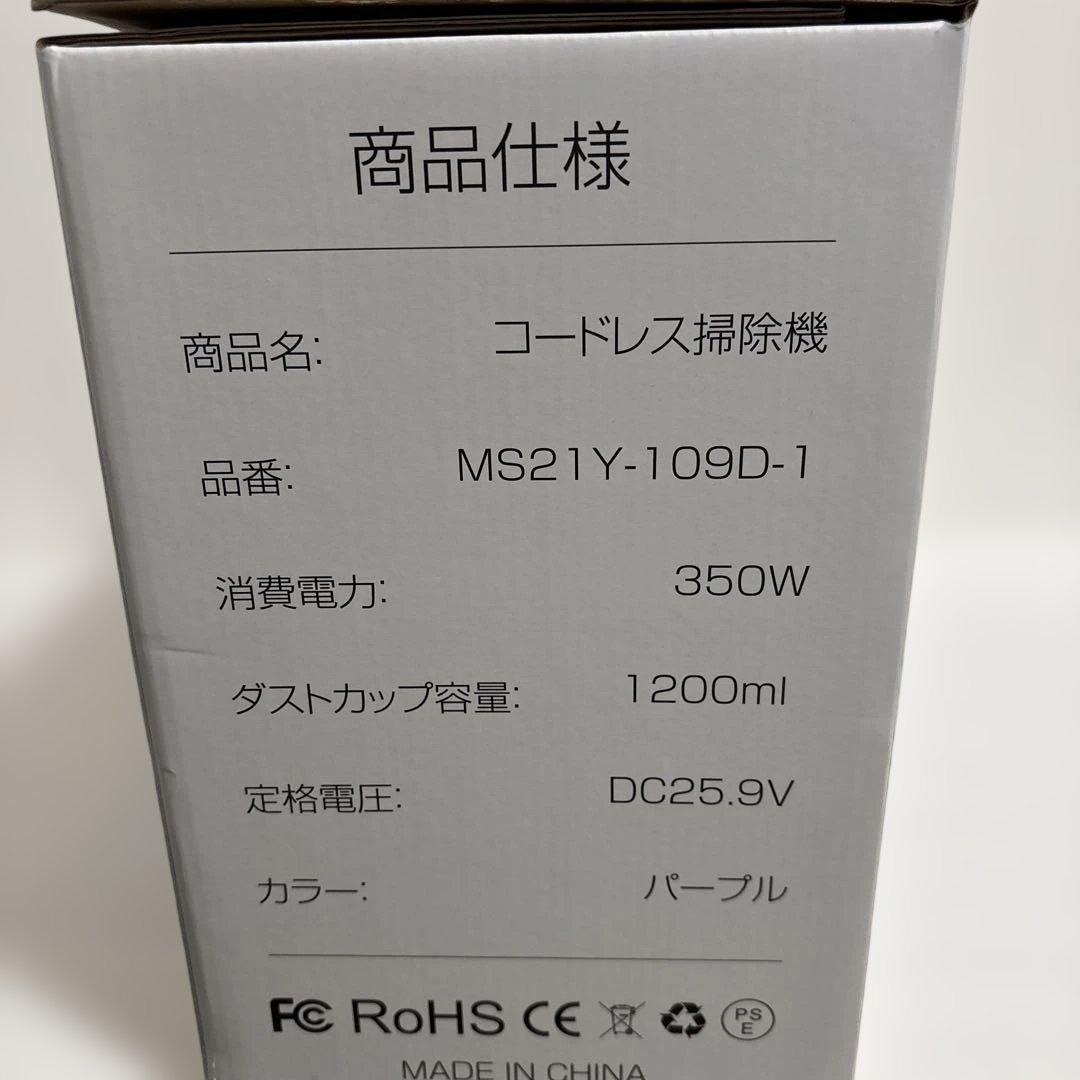 商品仕様
商品名: コードレス掃除機
品番: MS21Y-109D-1
消費電力: 350W
ダストカップ容量: 1200ml
定格電圧: DC25.9V
カラー: パープル
FC RoHS CE PSE
MADE IN CHINA